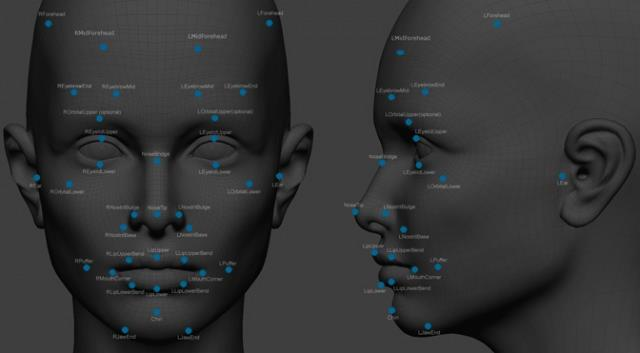 RForehead
LForehead
RMidForehead
LMidForehead
REyebrowEnd
REyebrowMid
LEyebrowMid
LEyebrowEnd
ROrbitalUpper (optional)
LOrbitalUpper(optional)
REyelidUpper
LEyelidUpper
NoseBridge
REyelidLower
LEyelidLower
REar
ROrbitalLower
LOrbitalLower
LEar
RNostrilBulge
NoseTip
LNostrilBulge
RNostrilBase
LNostrilBase
LipUpper
RLipUpperBend
LLipUpperBend
RPuffer
LPuffer
RMouthCorner
LMouthCorner
RLipLowerBend
LipLower
LLipLowerBend
Chin
RJawEnd
LJawEnd
LForehead
LMidForehead
LEyebrowMid
LEyebrowEnd
LOrbitalUpper(optional)
LEyelidUpper
NoseBridge
LEyelidLower
LOrbitalLower
LEar
NoseTip
LNostrilBulge
LNostrilBase
LipUpper
LLipUpperBend
LPuffer
LMouthCorner
LipLower
LLipLowerBend
Chin
LJawEnd